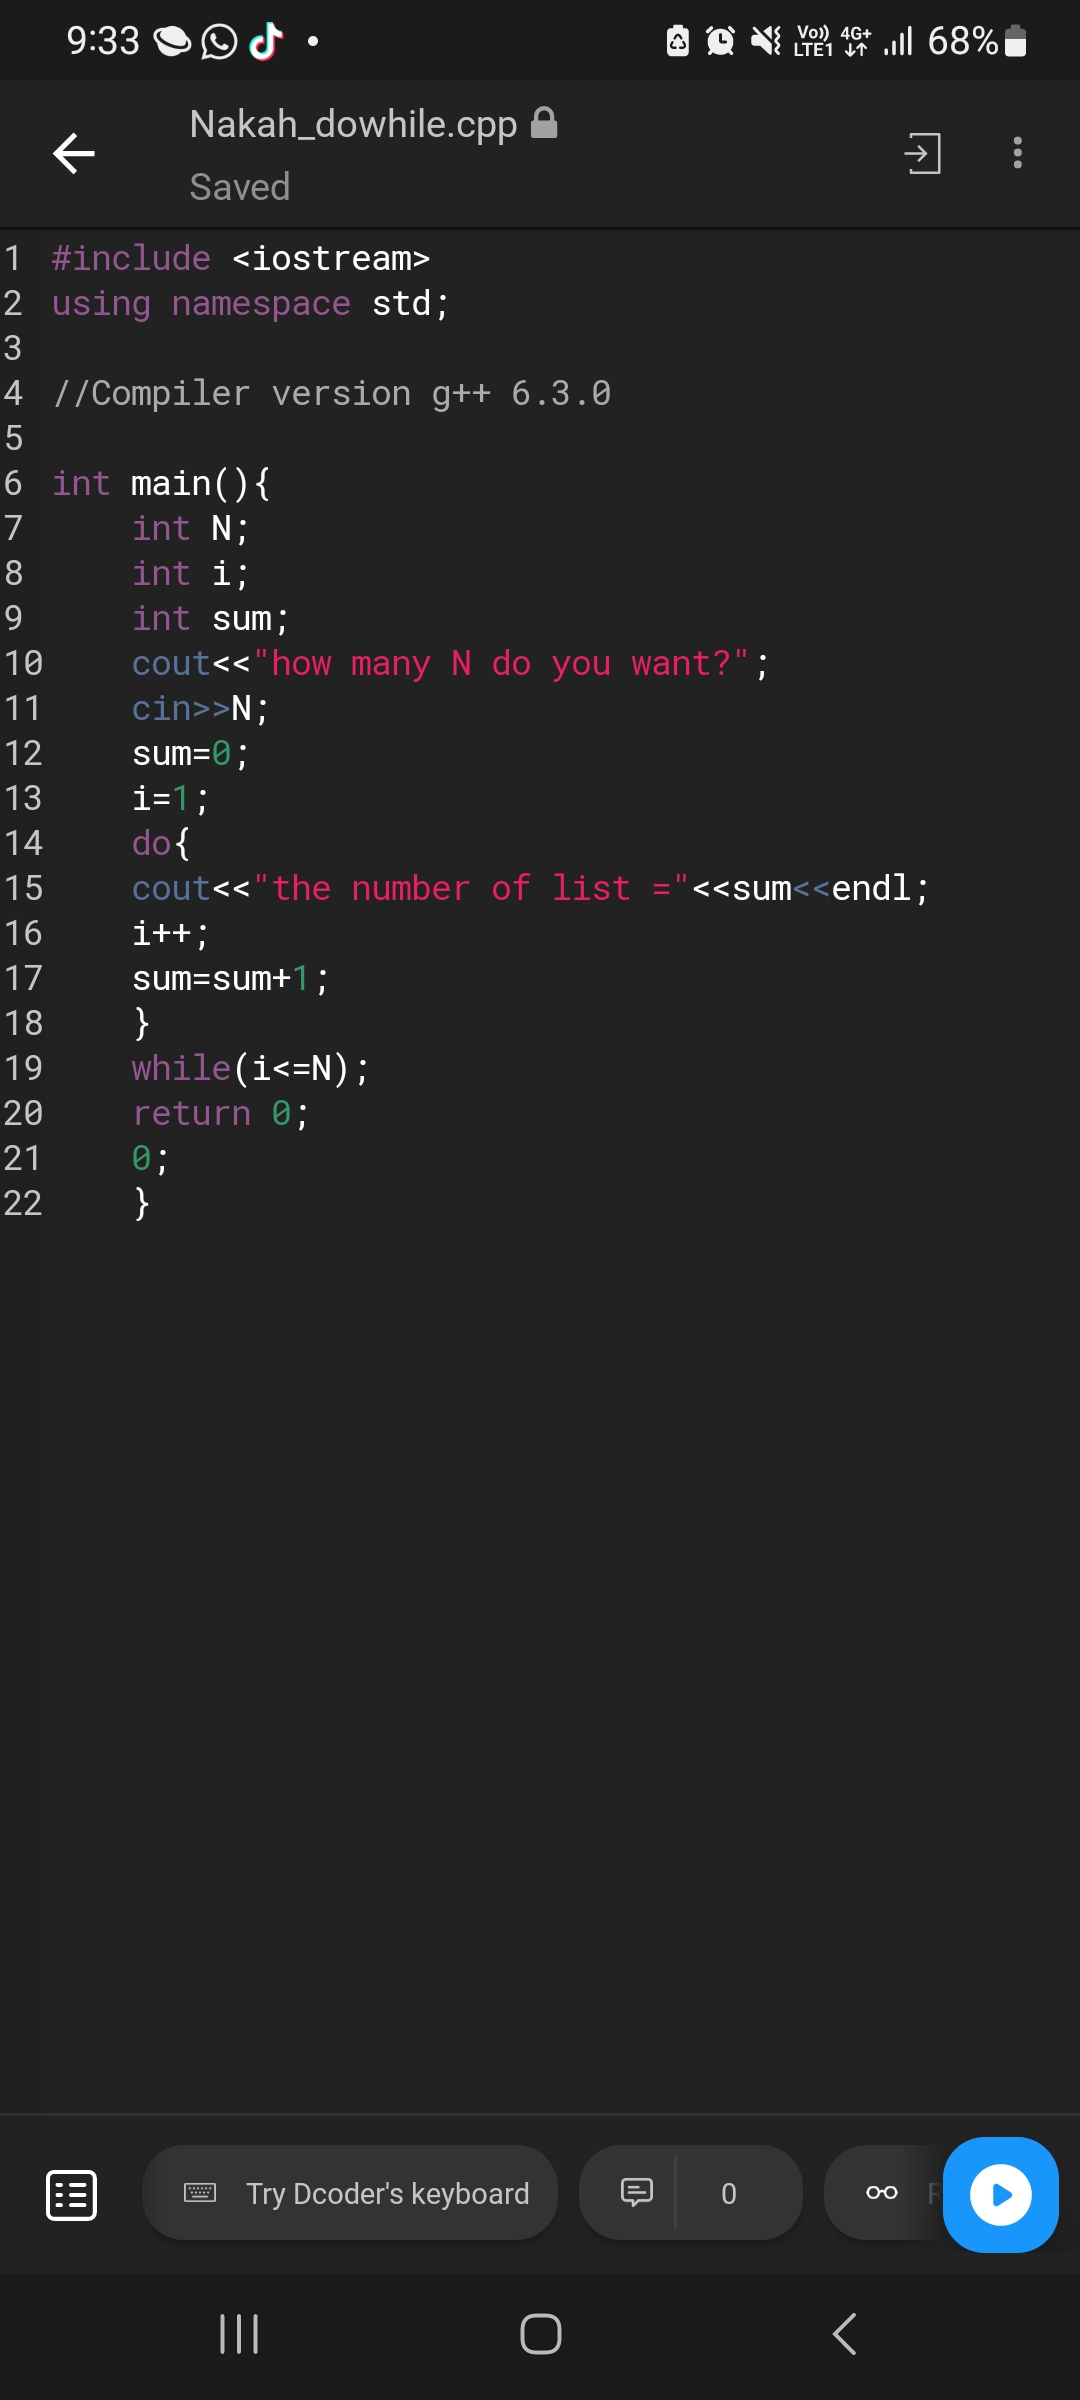 9:33 Vo)) LTE1 4G+ 68%
Nakah_dowhile.cpp
Saved
1 #include <iostream>
2 using namespace std;
3
4 //Compiler version g++ 6.3.0
5
6 int main(){
7 int N;
8 int i;
9 int sum;
10 cout<<"how many N do you want?";
11 cin>>N;
12 sum=0;
13 i=1;
14 do{
15 cout<<"the number of list ="<<sum<<endl;
16 i++;
17 sum=sum+1;
18 }
19 while(i<=N);
20 return 0;
21 0;
22 }
Try Dcoder's keyboard 0